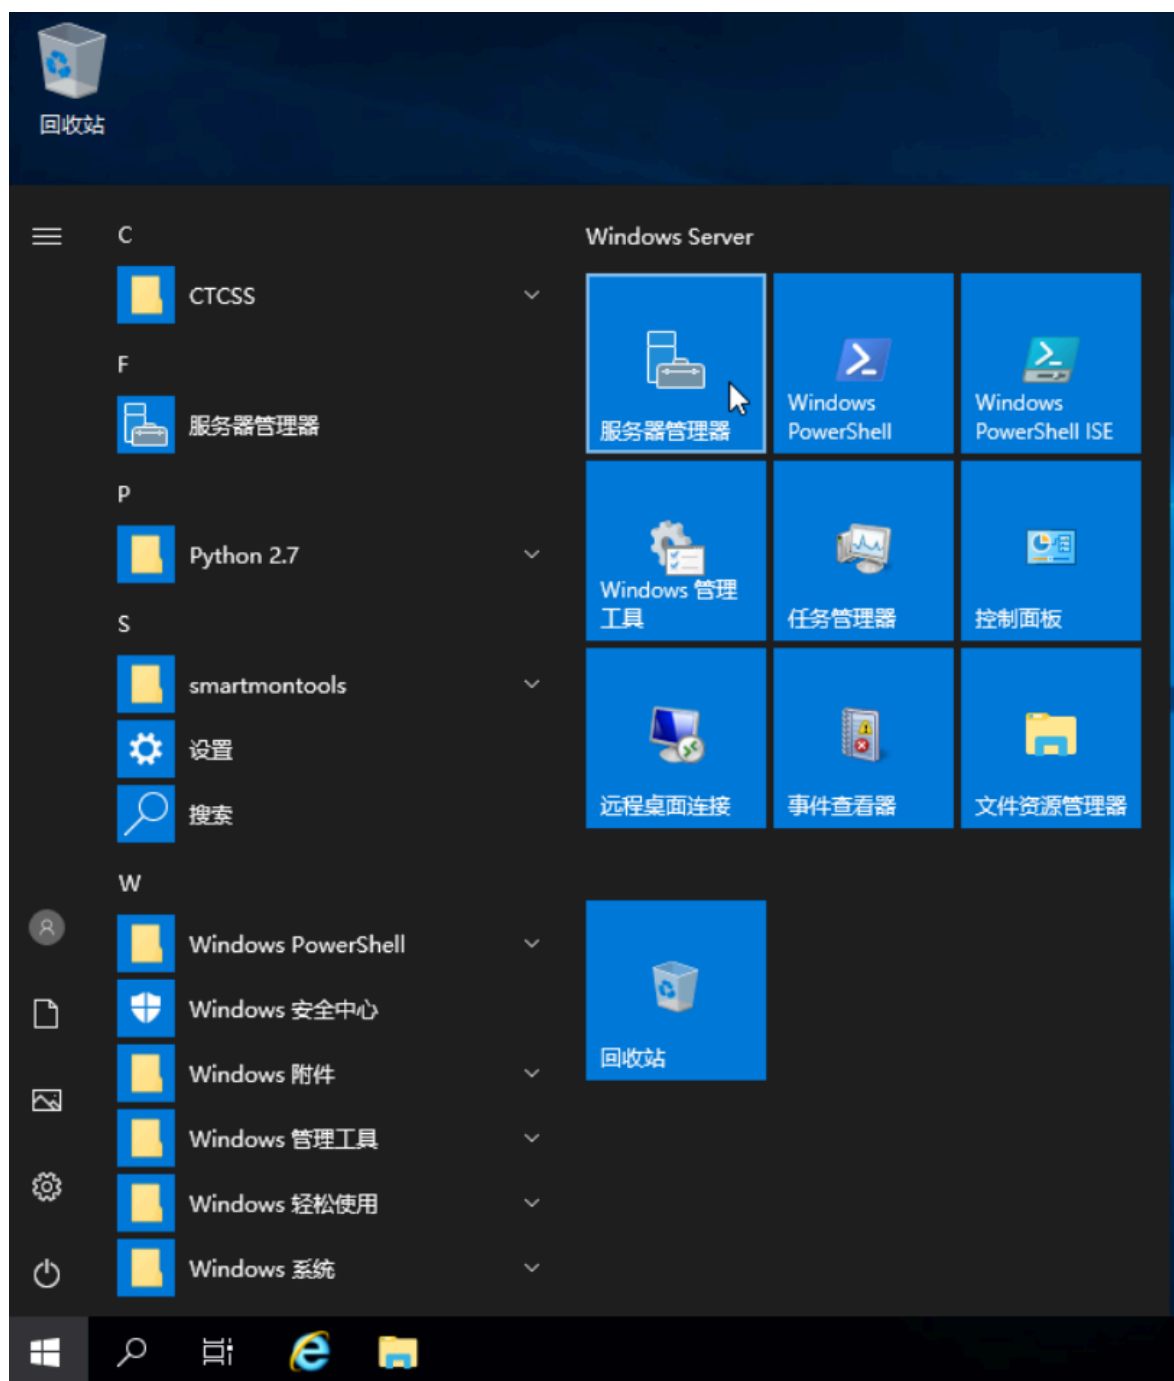 回收站
C
CTCSS
F
服务器管理器
P
Python 2.7
S
smartmontools
设置
搜索
W
Windows PowerShell
Windows 安全中心
Windows 附件
Windows 管理工具
Windows 轻松使用
Windows 系统
Windows Server
服务器管理器
Windows
PowerShell
Windows
PowerShell ISE
Windows 管理
工具
任务管理器
控制面板
远程桌面连接
事件查看器
文件资源管理器
回收站